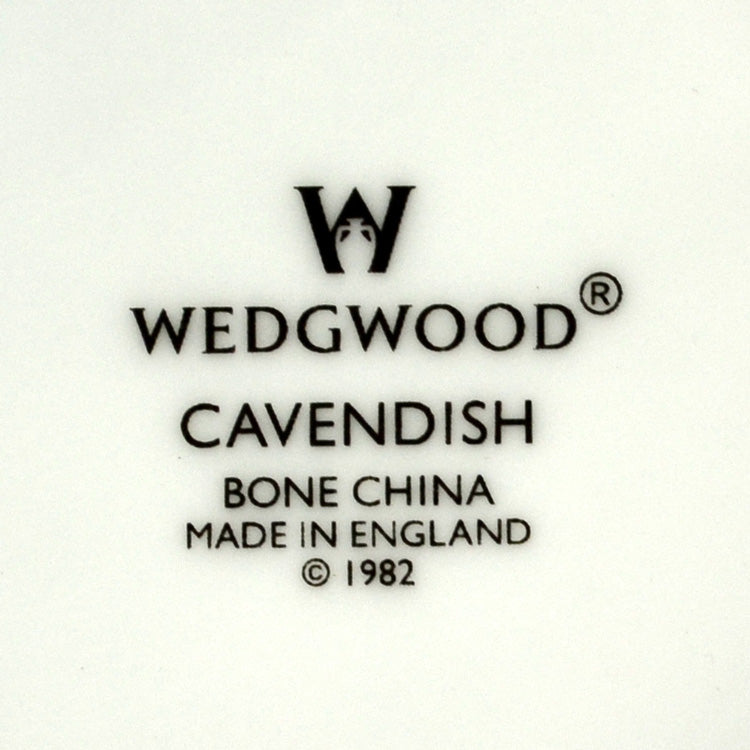 W
WEDGWOOD®
CAVENDISH
BONE CHINA
MADE IN ENGLAND
© 1982